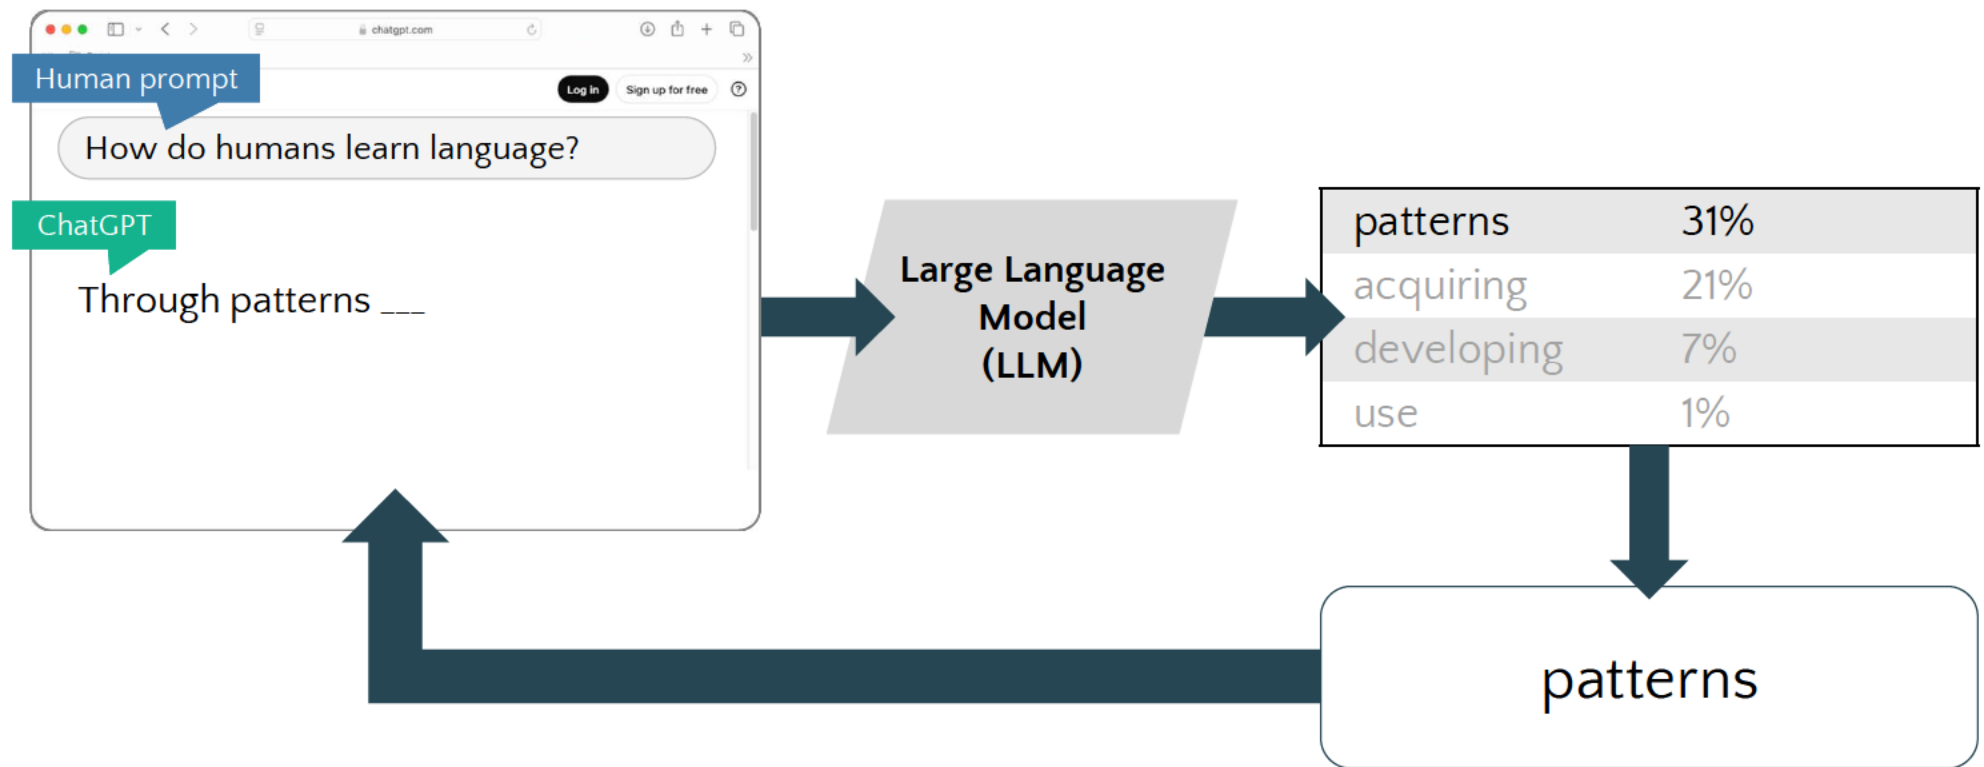 chatgpt.com
Human prompt
Log in
Sign up for free
?
How do humans learn language?
ChatGPT
Through patterns ___
Large Language
Model
(LLM)
patterns 31%
acquiring 21%
developing 7%
use 1%
patterns